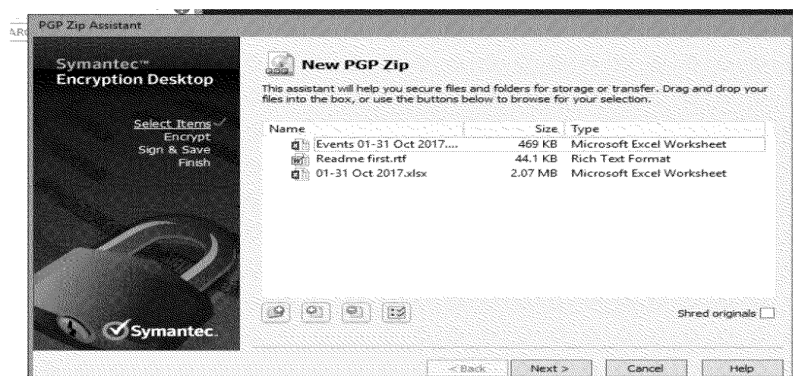 PGP Zip Assistant
Symantec™
Encryption Desktop
Select Items
Encrypt
Sign & Save
Finish
New PGP Zip
This assistant will help you secure files and folders for storage or transfer. Drag and drop your
files into the box, or use the buttons below to browse for your selection.
Name Size Type
Events 01-31 Oct 2017.... 469 KB Microsoft Excel Worksheet
Readme first.rtf 44.1 KB Rich Text Format
01-31 Oct 2017.xlsx 2.07 MB Microsoft Excel Worksheet
Shred originals
Symantec.
< Back Next > Cancel Help